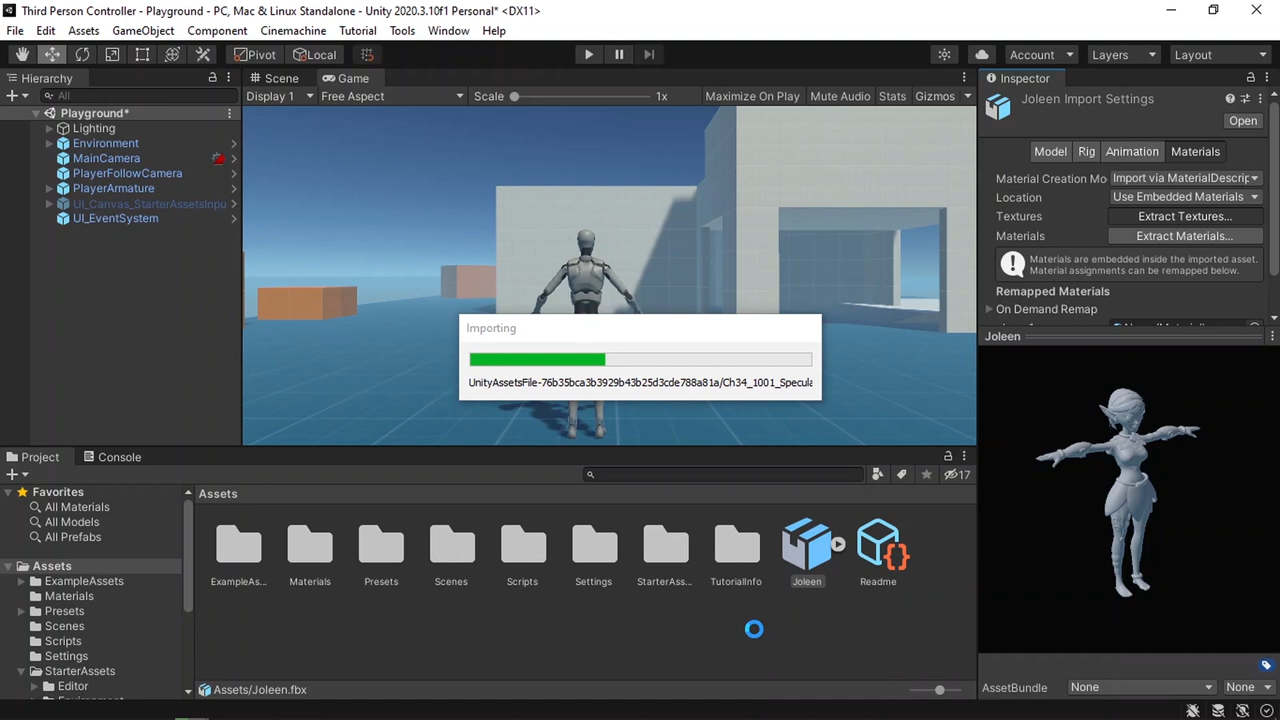 Third Person Controller - Playground - PC, Mac & Linux Standalone - Unity 2020.3.10f1 Personal* <DX11>
File Edit Assets GameObject Component Cinemachine Tutorial Tools Window Help
Pivot Local Account Layers Layout
Hierarchy
All
Playground*
Lighting
Environment
MainCamera
PlayerFollowCamera
PlayerArmature
UI_Canvas_StarterAssetsInpu
UI_EventSystem
Scene Game
Display 1 Free Aspect Scale 1x Maximize On Play Mute Audio Stats Gizmos
Importing
UnityAssetsFile-76b35bca3b3929b43b25d3cde788a81a/Ch34_1001_Specula
Inspector
Joleen Import Settings
Open
Model Rig Animation Materials
Material Creation Mo Import via MaterialDescrip
Location Use Embedded Materials
Textures Extract Textures...
Materials Extract Materials...
Materials are embedded inside the imported asset.
Material assignments can be remapped below.
Remapped Materials
On Demand Remap
Joleen
AssetBundle None None
Project Console
17
Favorites
All Materials
All Models
All Prefabs
Assets
ExampleAssets
Materials
Presets
Scenes
Scripts
Settings
StarterAssets
Editor
Assets
ExampleAs... Materials Presets Scenes Scripts Settings StarterAss... TutorialInfo Joleen Readme
Assets/Joleen.fbx